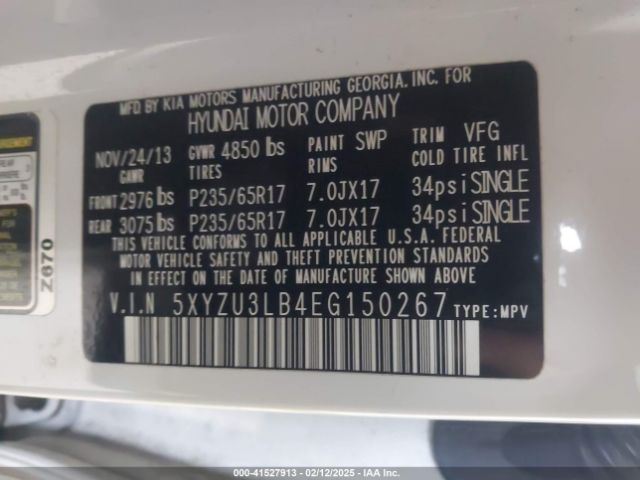 MFD BY KIA MOTORS MANUFACTURING GEORGIA, INC. FOR
HYUNDAI MOTOR COMPANY
NOV/24/13 GVWR 4850 lbs PAINT SWP TRIM VFG
GAWR TIRES RIMS COLD TIRE INFL
FRONT 2976 lbs P235/65R17 7.0JX17 34psi SINGLE
REAR 3075 lbs P235/65R17 7.0JX17 34psi SINGLE
THIS VEHICLE CONFORMS TO ALL APPLICABLE U.S.A. FEDERAL
MOTOR VEHICLE SAFETY AND THEFT PREVENTION STANDARDS
IN EFFECT ON THE DATE OF MANUFACTURE SHOWN ABOVE.
V.I.N 5XYZU3LB4EG150267 TYPE:MPV
Z670
000-41527913 - 02/12/2025 - IAA Inc.